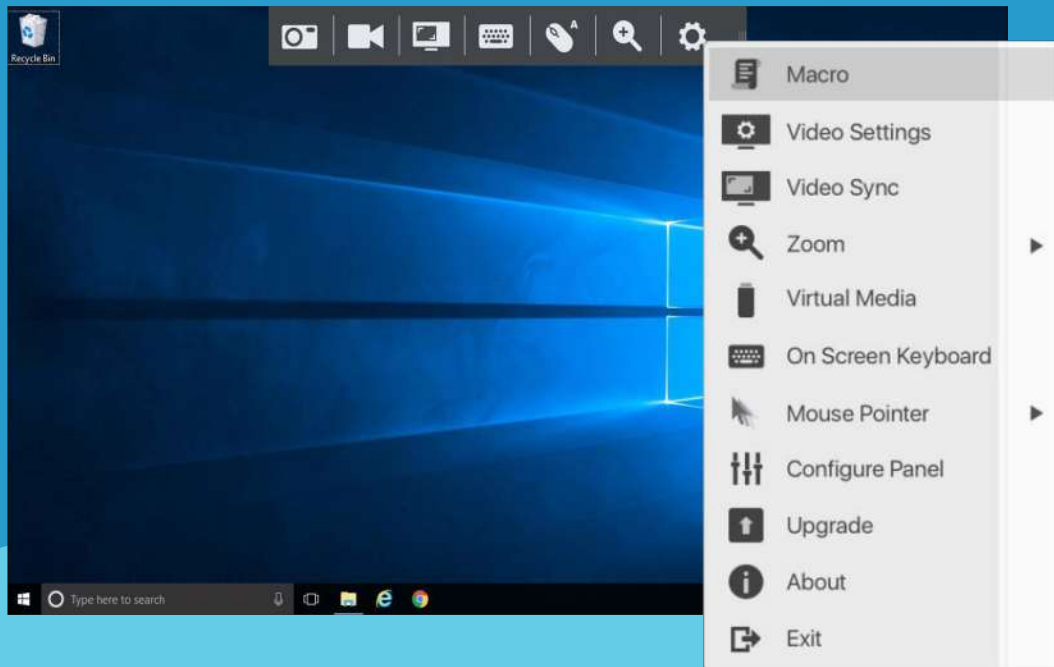 Recycle Bin
A
Macro
Video Settings
Video Sync
Zoom
Virtual Media
On Screen Keyboard
Mouse Pointer
Configure Panel
Upgrade
About
Exit
Type here to search